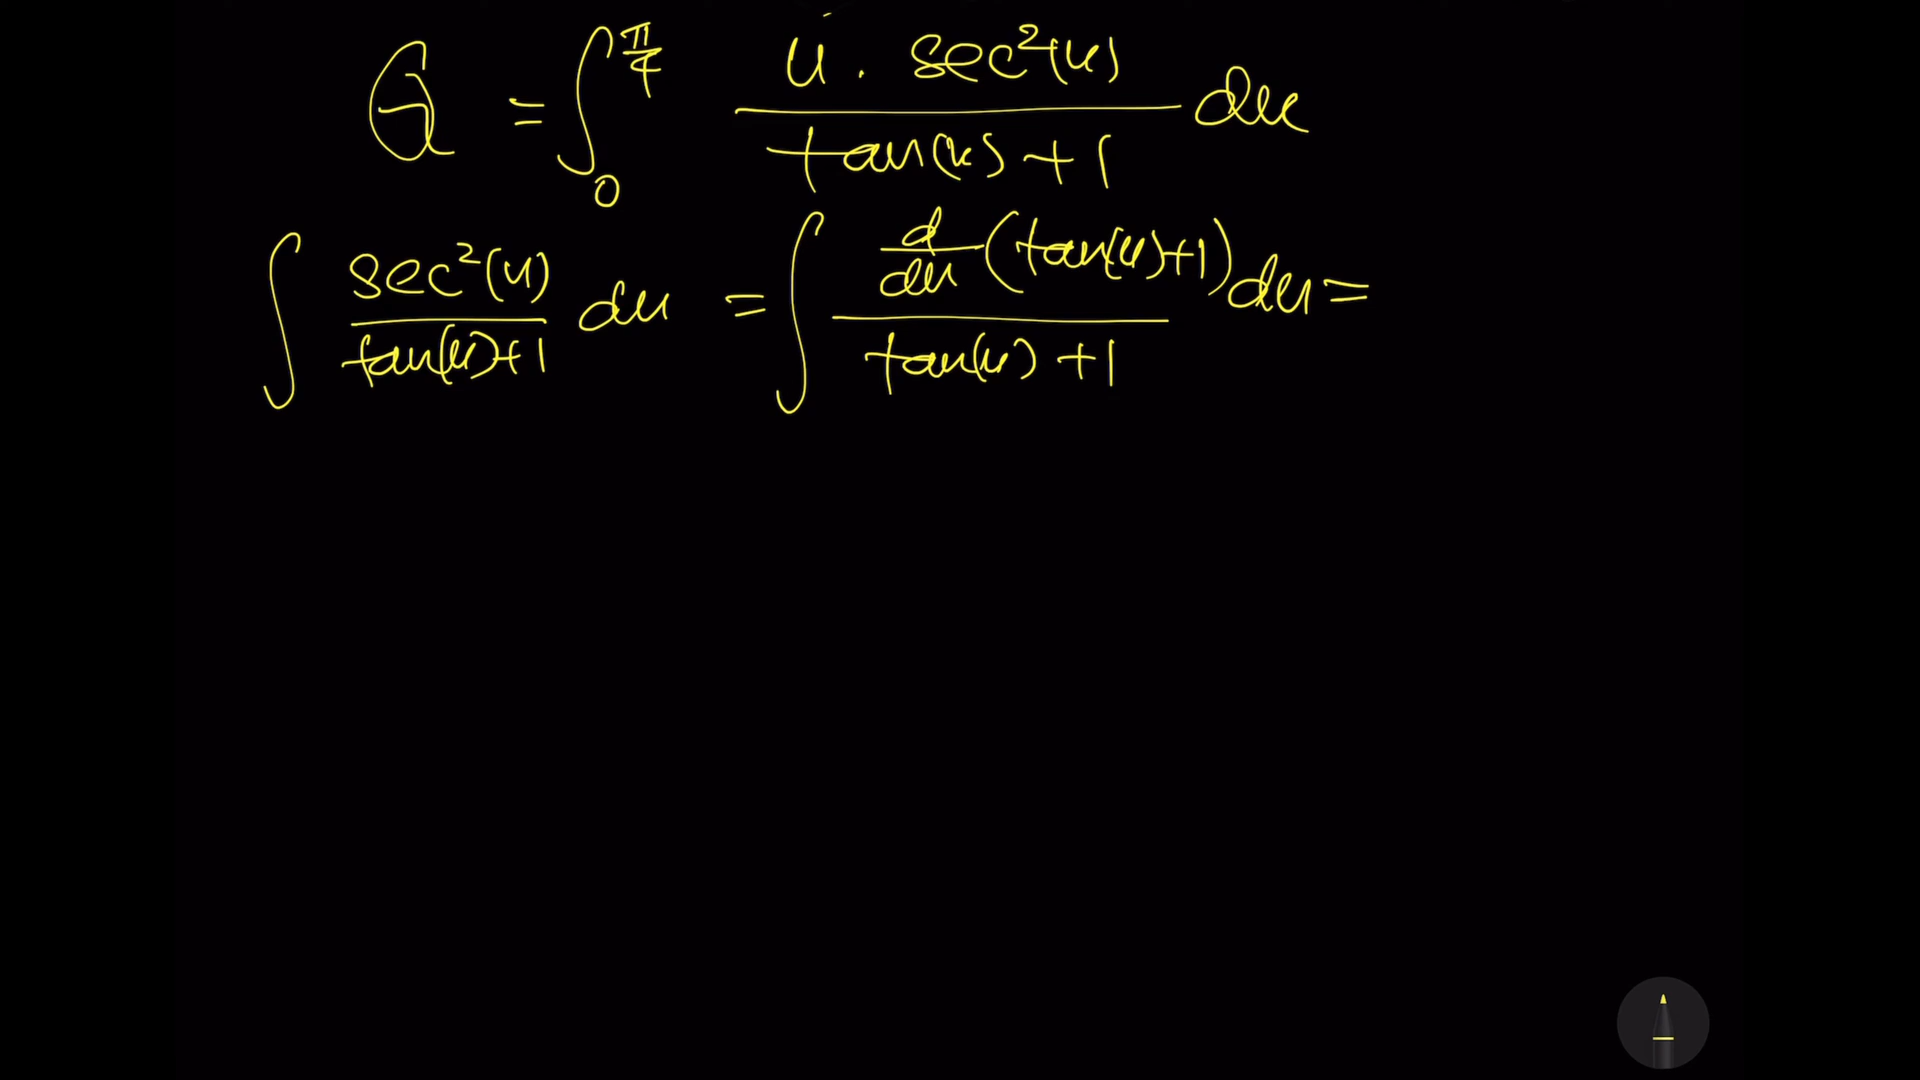 G = ∫₀^{π/4} (u · sec²(u)) / (tan(u) + 1) du
∫ sec²(u) / (tan(u)+1) du = ∫ (d/du (tan(u)+1)) / (tan(u) + 1) du =